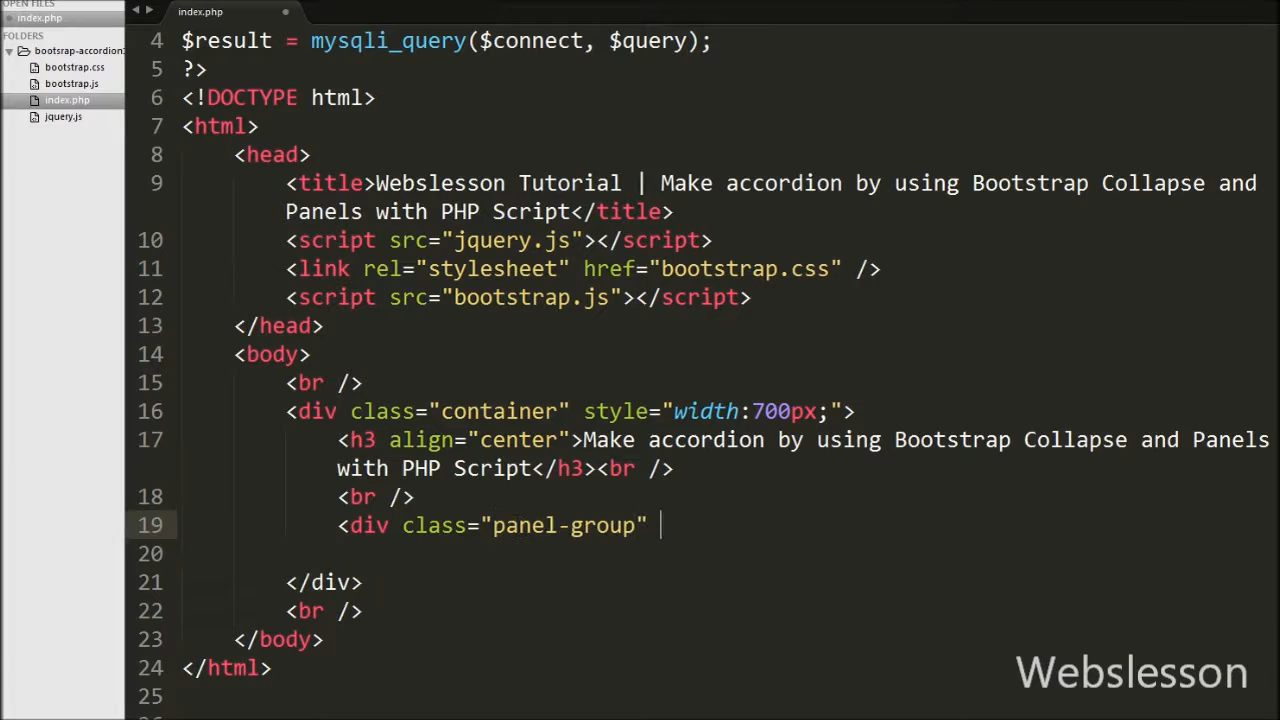 OPEN FILES
index.php
FOLDERS
bootsrap-accordion
bootstrap.css
bootstrap.js
index.php
jquery.js
index.php
4 $result = mysqli_query($connect, $query);
5 ?>
6 <!DOCTYPE html>
7 <html>
8 <head>
9 <title>Webslesson Tutorial | Make accordion by using Bootstrap Collapse and
Panels with PHP Script</title>
10 <script src="jquery.js"></script>
11 <link rel="stylesheet" href="bootstrap.css" />
12 <script src="bootstrap.js"></script>
13 </head>
14 <body>
15 <br />
16 <div class="container" style="width:700px;">
17 <h3 align="center">Make accordion by using Bootstrap Collapse and Panels
with PHP Script</h3><br />
18 <br />
19 <div class="panel-group"
20
21 </div>
22 <br />
23 </body>
24 </html>
25
Webslesson